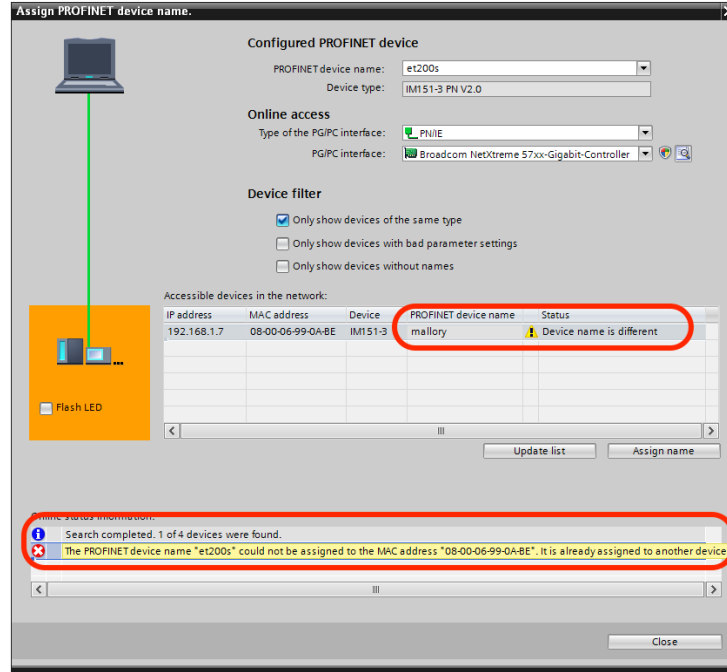 Assign PROFINET device name.
Configured PROFINET device
PROFINET device name: et200s
Device type: IM151-3 PN V2.0
Online access
Type of the PG/PC interface: PN/IE
PG/PC interface: Broadcom NetXtreme 57xx-Gigabit-Controller
Device filter
Only show devices of the same type
Only show devices with bad parameter settings
Only show devices without names
Accessible devices in the network:
IP address MAC address Device PROFINET device name Status
192.168.1.7 08-00-06-99-0A-BE IM151-3 mallory Device name is different
Flash LED
Update list Assign name
Online status information:
Search completed. 1 of 4 devices were found.
The PROFINET device name "et200s" could not be assigned to the MAC address "08-00-06-99-0A-BE". It is already assigned to another device
Close